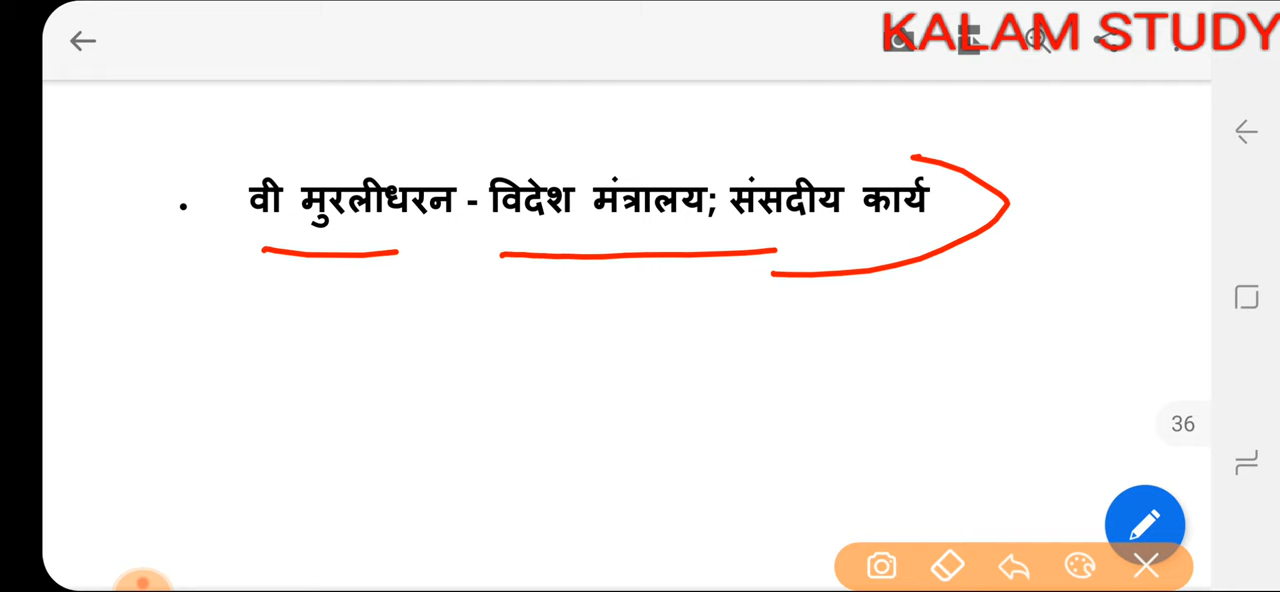 KALAM STUDY
. वी मुरलीधरन - विदेश मंत्रालय; संसदीय कार्य
36